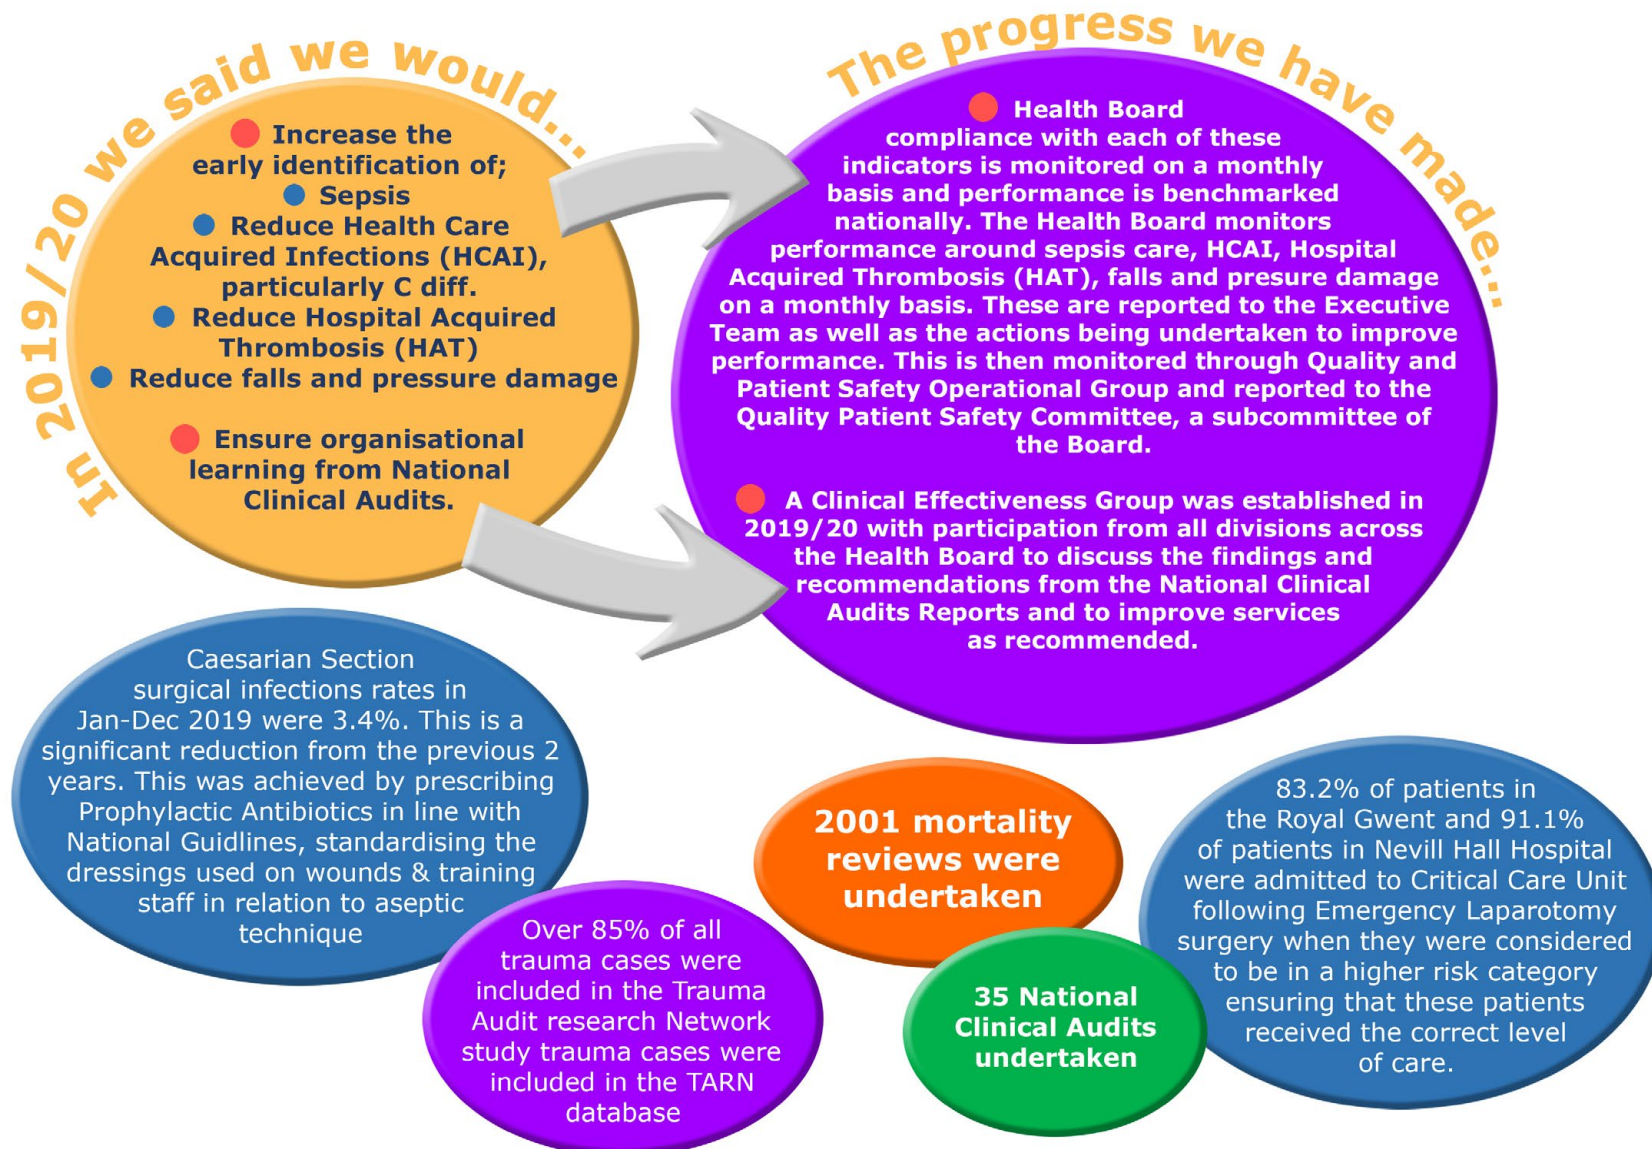 In 2019/20 we said we would...
Increase the
early identification of;
Sepsis
Reduce Health Care
Acquired Infections (HCAI),
particularly C diff.
Reduce Hospital Acquired
Thrombosis (HAT)
Reduce falls and pressure damage
Ensure organisational
learning from National
Clinical Audits.
The progress we have made...
Health Board
compliance with each of these
indicators is monitored on a monthly
basis and performance is benchmarked
nationally. The Health Board monitors
performance around sepsis care, HCAI, Hospital
Acquired Thrombosis (HAT), falls and presure damage
on a monthly basis. These are reported to the Executive
Team as well as the actions being undertaken to improve
performance. This is then monitored through Quality and
Patient Safety Operational Group and reported to the
Quality Patient Safety Committee, a subcommittee of
the Board.
A Clinical Effectiveness Group was established in
2019/20 with participation from all divisions across
the Health Board to discuss the findings and
recommendations from the National Clinical
Audits Reports and to improve services
as recommended.
Caesarian Section
surgical infections rates in
Jan-Dec 2019 were 3.4%. This is a
significant reduction from the previous 2
years. This was achieved by prescribing
Prophylactic Antibiotics in line with
National Guidlines, standardising the
dressings used on wounds & training
staff in relation to aseptic
technique
Over 85% of all
trauma cases were
included in the Trauma
Audit research Network
study trauma cases were
included in the TARN
database
2001 mortality
reviews were
undertaken
35 National
Clinical Audits
undertaken
83.2% of patients in
the Royal Gwent and 91.1%
of patients in Nevill Hall Hospital
were admitted to Critical Care Unit
following Emergency Laparotomy
surgery when they were considered
to be in a higher risk category
ensuring that these patients
received the correct level
of care.